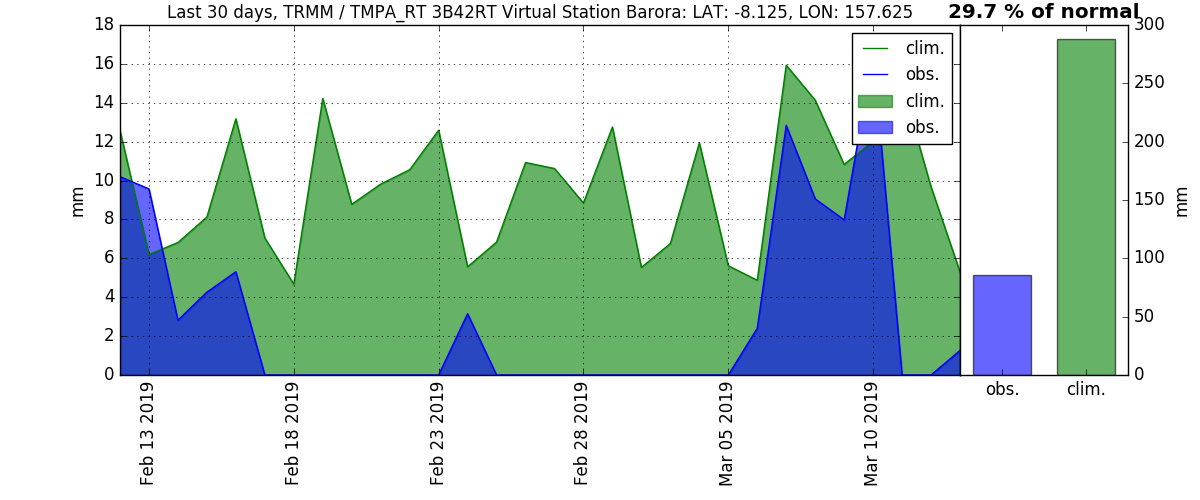 Last 30 days, TRMM / TMPA_RT 3B42RT Virtual Station Barora: LAT: -8.125, LON: 157.625
29.7 % of normal
18
16
14
12
10
8
6
4
2
0
mm
clim.
obs.
clim.
obs.
Feb 13 2019
Feb 18 2019
Feb 23 2019
Feb 28 2019
Mar 05 2019
Mar 10 2019
300
250
200
150
100
50
0
mm
obs.
clim.